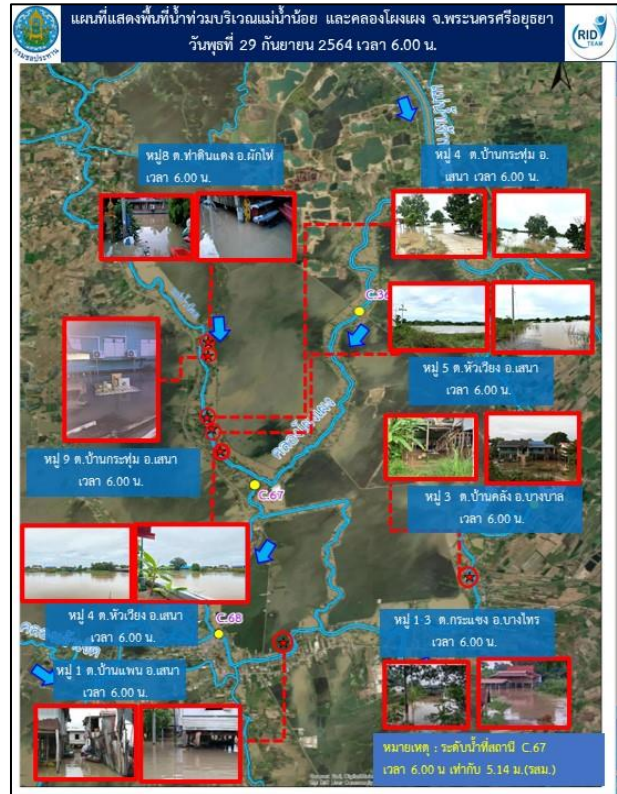 แผนที่แสดงพื้นที่น้ำท่วมบริเวณแม่น้ำน้อย และคลองโผงเผง จ.พระนครศรีอยุธยา
วันพุธที่ 29 กันยายน 2564 เวลา 6.00 น.
กรมชลประทาน
RID
TEAM
หมู่8 ต.ท่าดินแดง อ.ผักไห่
เวลา 6.00 น.
หมู่ 4 ต.บ้านกระทุ่ม อ.
เสนา เวลา 6.00 น.
หมู่ 5 ต.หัวเวียง อ.เสนา
เวลา 6.00 น.
หมู่ 9 ต.บ้านกระทุ่ม อ.เสนา
เวลา 6.00 น.
C.67
หมู่ 3 ต.บ้านคลัง อ.บางบาล
เวลา 6.00 น.
หมู่ 4 ต.หัวเวียง อ.เสนา
เวลา 6.00 น.
C.68
หมู่ 1-3 ต.กระแชง อ.บางไทร
เวลา 6.00 น.
หมู่ 1 ต.บ้านแพน อ.เสนา
เวลา 6.00 น.
หมายเหตุ : ระดับน้ำที่สถานี C.67
เวลา 6.00 น เท่ากับ 5.14 ม.(รสม.)